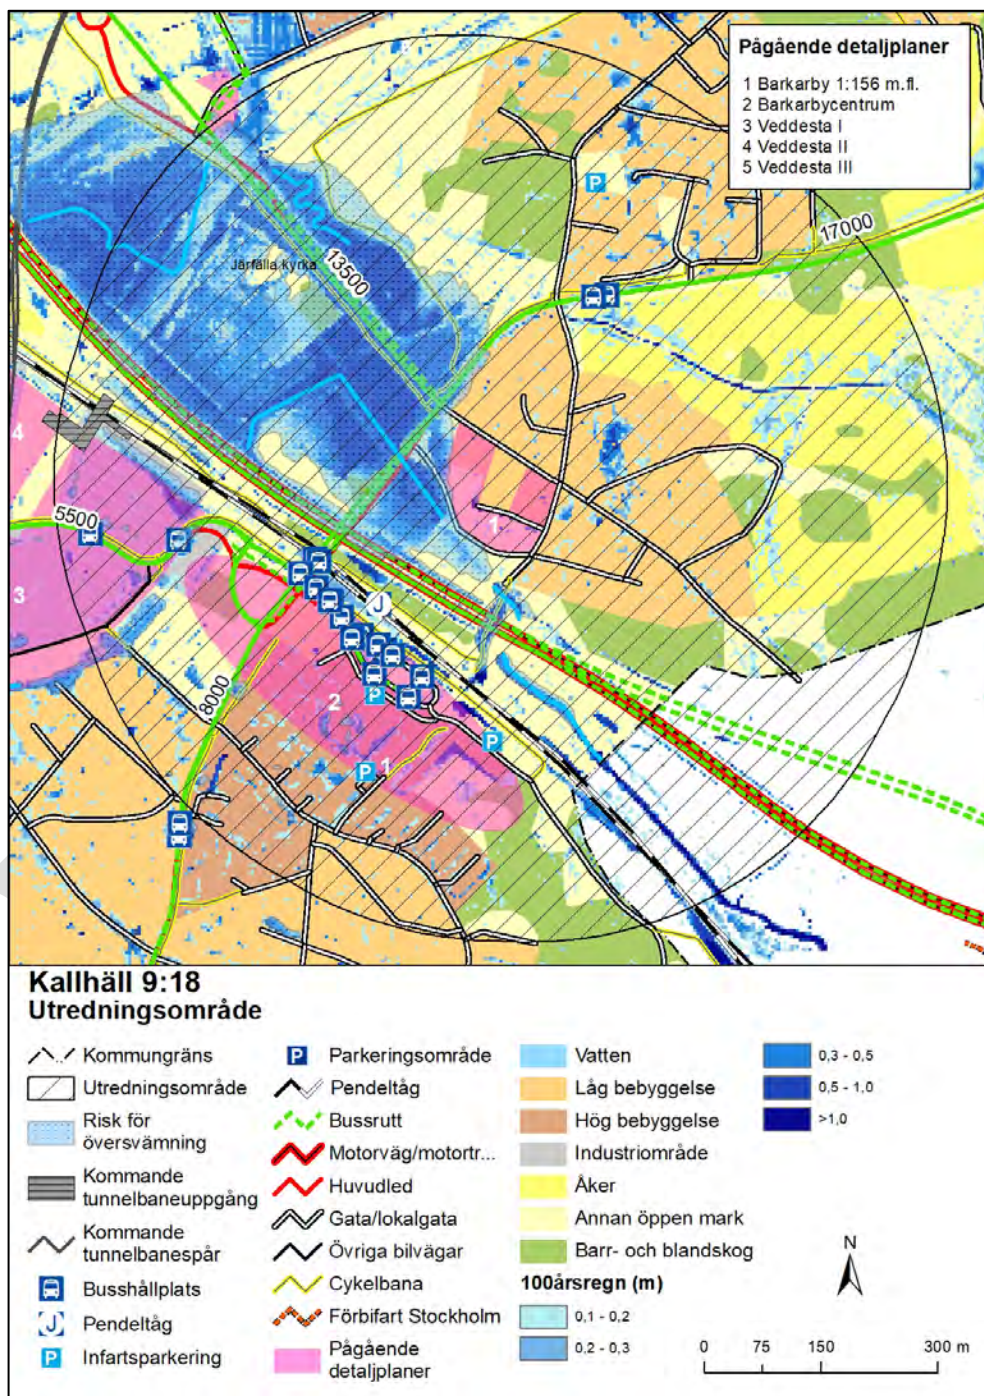 Pågående detaljplaner
1 Barkarby 1:156 m.fl.
2 Barkarbycentrum
3 Veddesta I
4 Veddesta II
5 Veddesta III
P
17000
Järfälla kyrka
13500
4
1
5500
3
J
8000
2
P
P
1
P
Kallhäll 9:18
Utredningsområde
Kommungräns
Utredningsområde
Risk för
översvämning
Kommande
tunnelbaneuppgång
Kommande
tunnelbanespår
Busshållplats
J Pendeltåg
P Infartsparkering
P Parkeringsområde
Pendeltåg
Bussrutt
Motorväg/motortr...
Huvudled
Gata/lokalgata
Övriga bilvägar
Cykelbana
Förbifart Stockholm
Pågående
detaljplaner
Vatten
Låg bebyggelse
Hög bebyggelse
Industriområde
Åker
Annan öppen mark
Barr- och blandskog
100årsregn (m)
0,1 - 0,2
0,2 - 0,3
0,3 - 0,5
0,5 - 1,0
>1,0
N
0 75 150 300 m